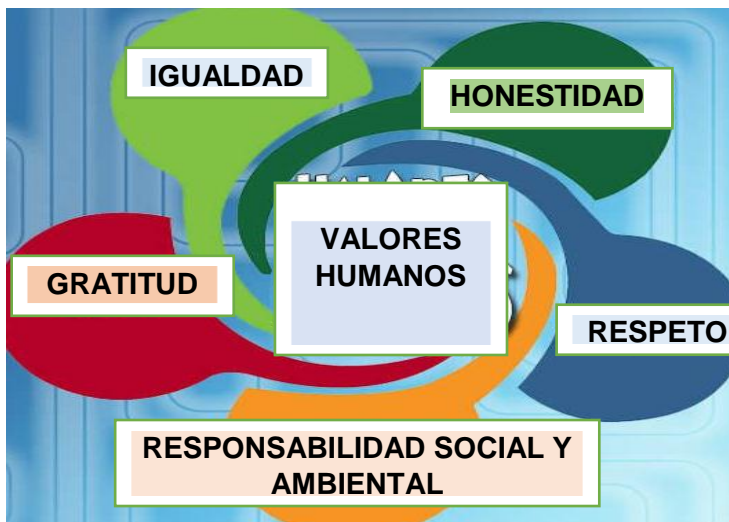 IGUALDAD
HONESTIDAD
VALORES
HUMANOS
GRATITUD
RESPETO
RESPONSABILIDAD SOCIAL Y
AMBIENTAL